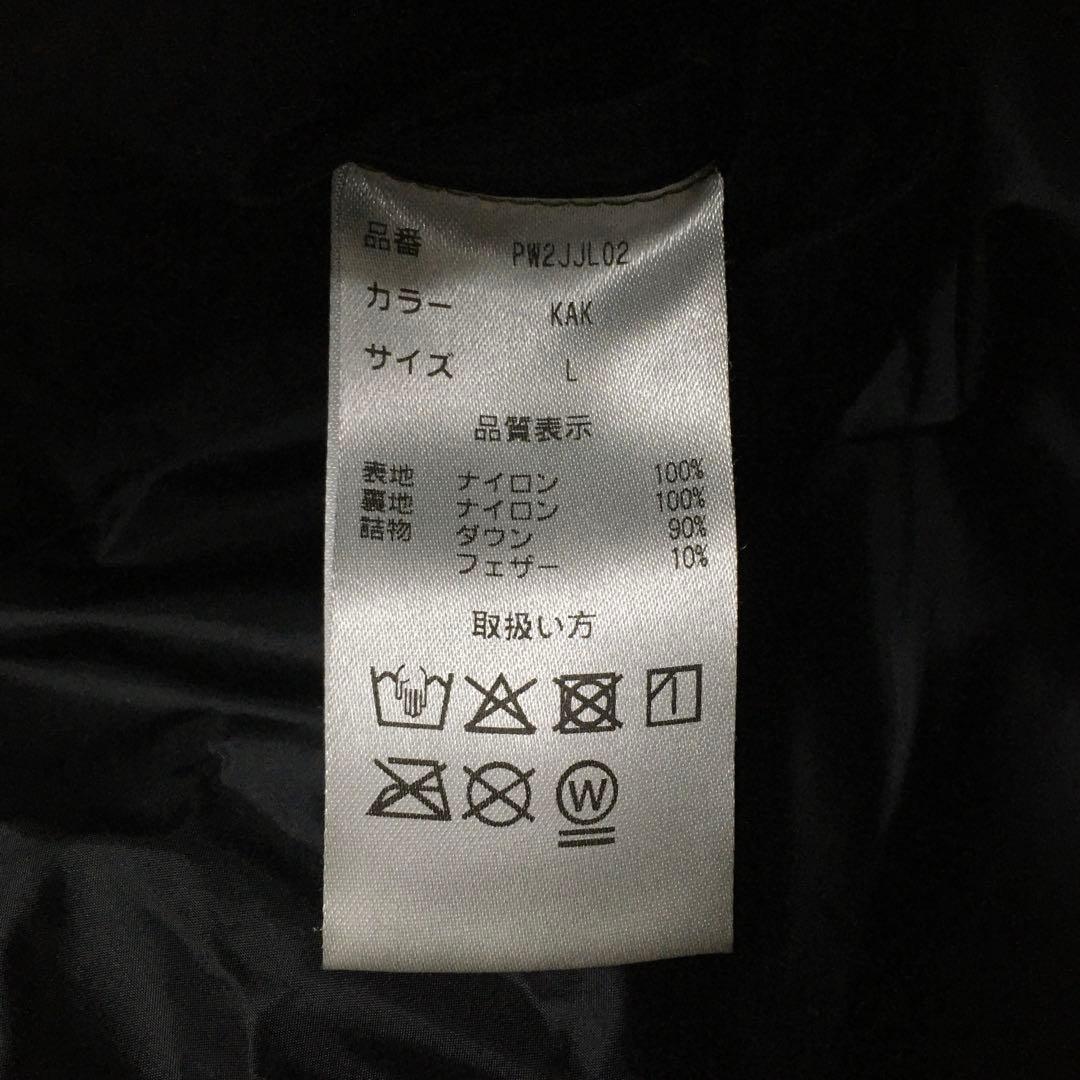 品番 PW2JJL02
カラー KAK
サイズ L
品質表示
表地 ナイロン 100%
裏地 ナイロン 100%
詰物 ダウン 90%
フェザー 10%
取扱い方
W